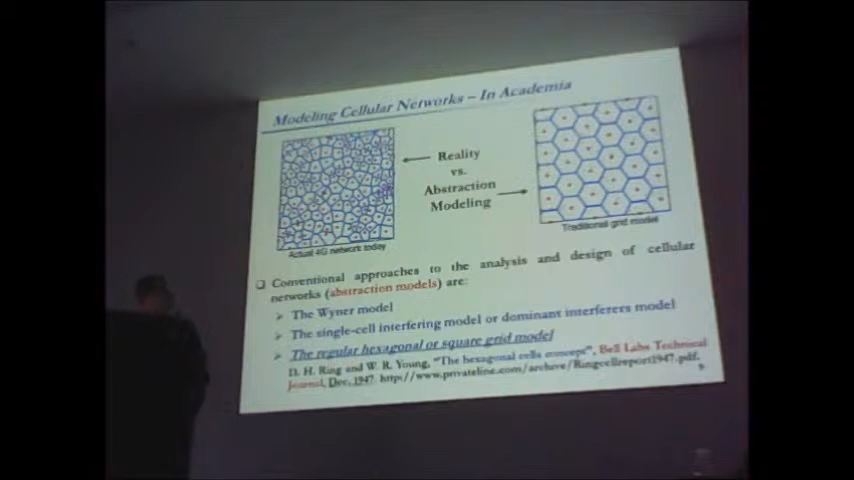 Modeling Cellular Networks – In Academia
Reality
vs.
Abstraction
Modeling
Actual 4G network today
Traditional grid model
Conventional approaches to the analysis and design of cellular
networks (abstraction models) are:
The Wyner model
The single-cell interfering model or dominant interferers model
The regular hexagonal or square grid model
D. H. Ring and W. R. Young, "The hexagonal cells concept", Bell Labs Technical
Journal, Dec. 1947. http://www.privateline.com/archive/Ringcellreport1947.pdf.
9